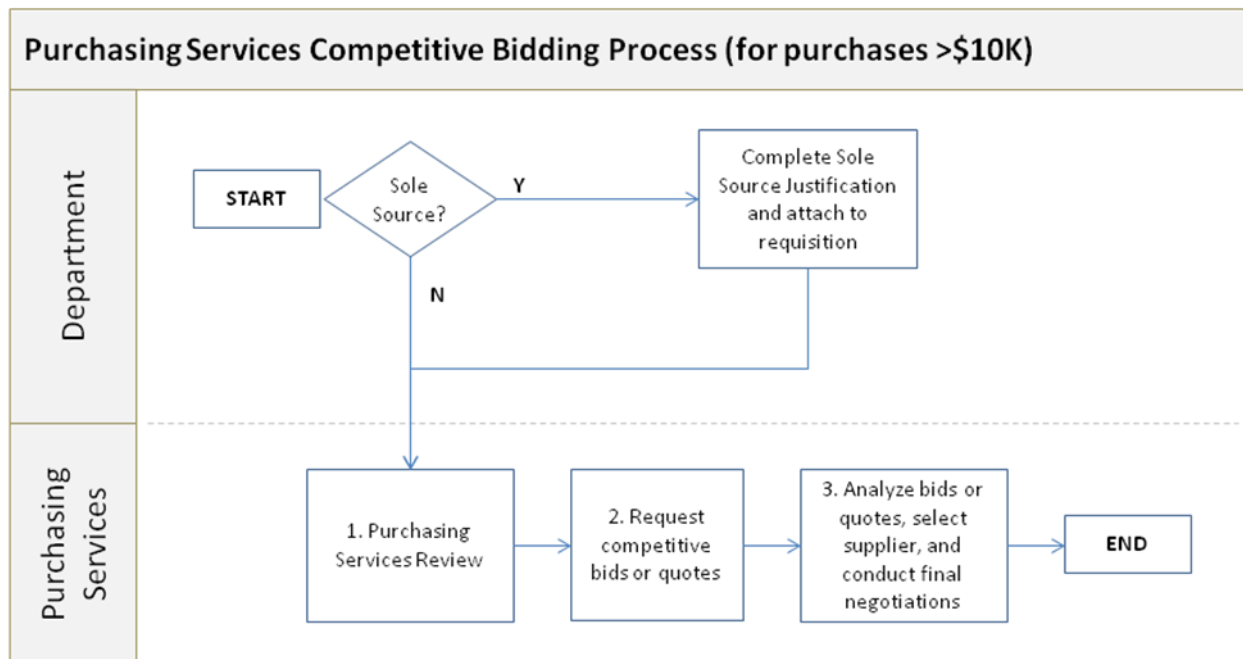 Purchasing Services Competitive Bidding Process (for purchases >$10K)
Department
START
Sole
Source?
Y
N
Complete Sole
Source Justification
and attach to
requisition
Purchasing
Services
1. Purchasing
Services Review
2. Request
competitive
bids or quotes
3. Analyze bids or
quotes, select
supplier, and
conduct final
negotiations
END